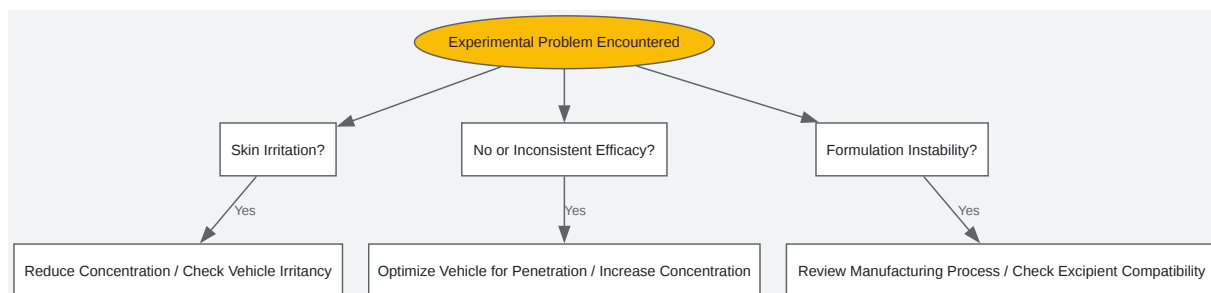 Experimental Problem Encountered
Skin Irritation?
No or Inconsistent Efficacy?
Formulation Instability?
Yes
Yes
Yes
Reduce Concentration / Check Vehicle Irritancy
Optimize Vehicle for Penetration / Increase Concentration
Review Manufacturing Process / Check Excipient Compatibility